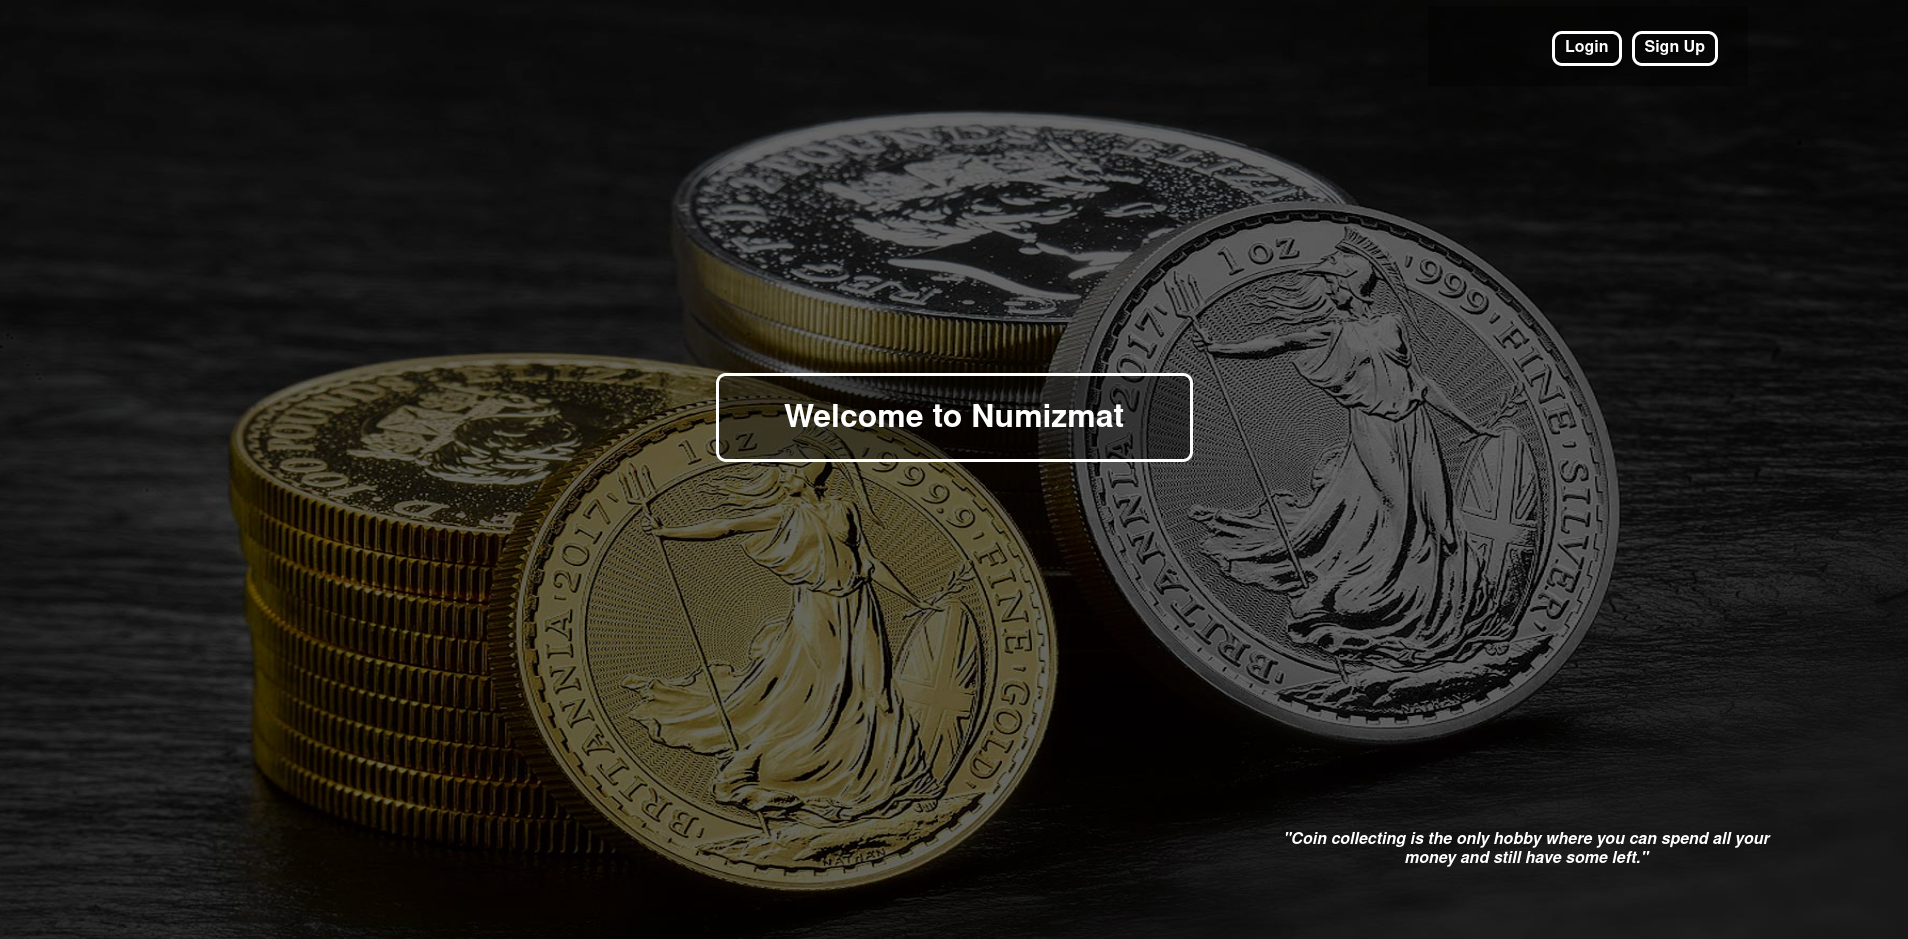 Login
Sign Up
1 oz
'999'FINE'SILVER'
BRITANNIA 2017
Welcome to Numizmat
1 oz
'999.9'FINE'GOLD'
BRITANNIA'2017'
NATHAN
"Coin collecting is the only hobby where you can spend all your
money and still have some left."